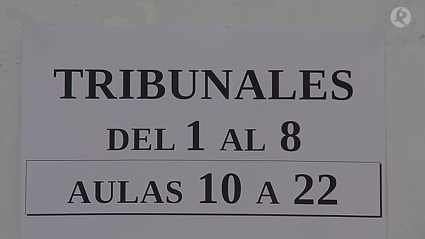 TRIBUNALES
DEL 1 AL 8
AULAS 10 A 22